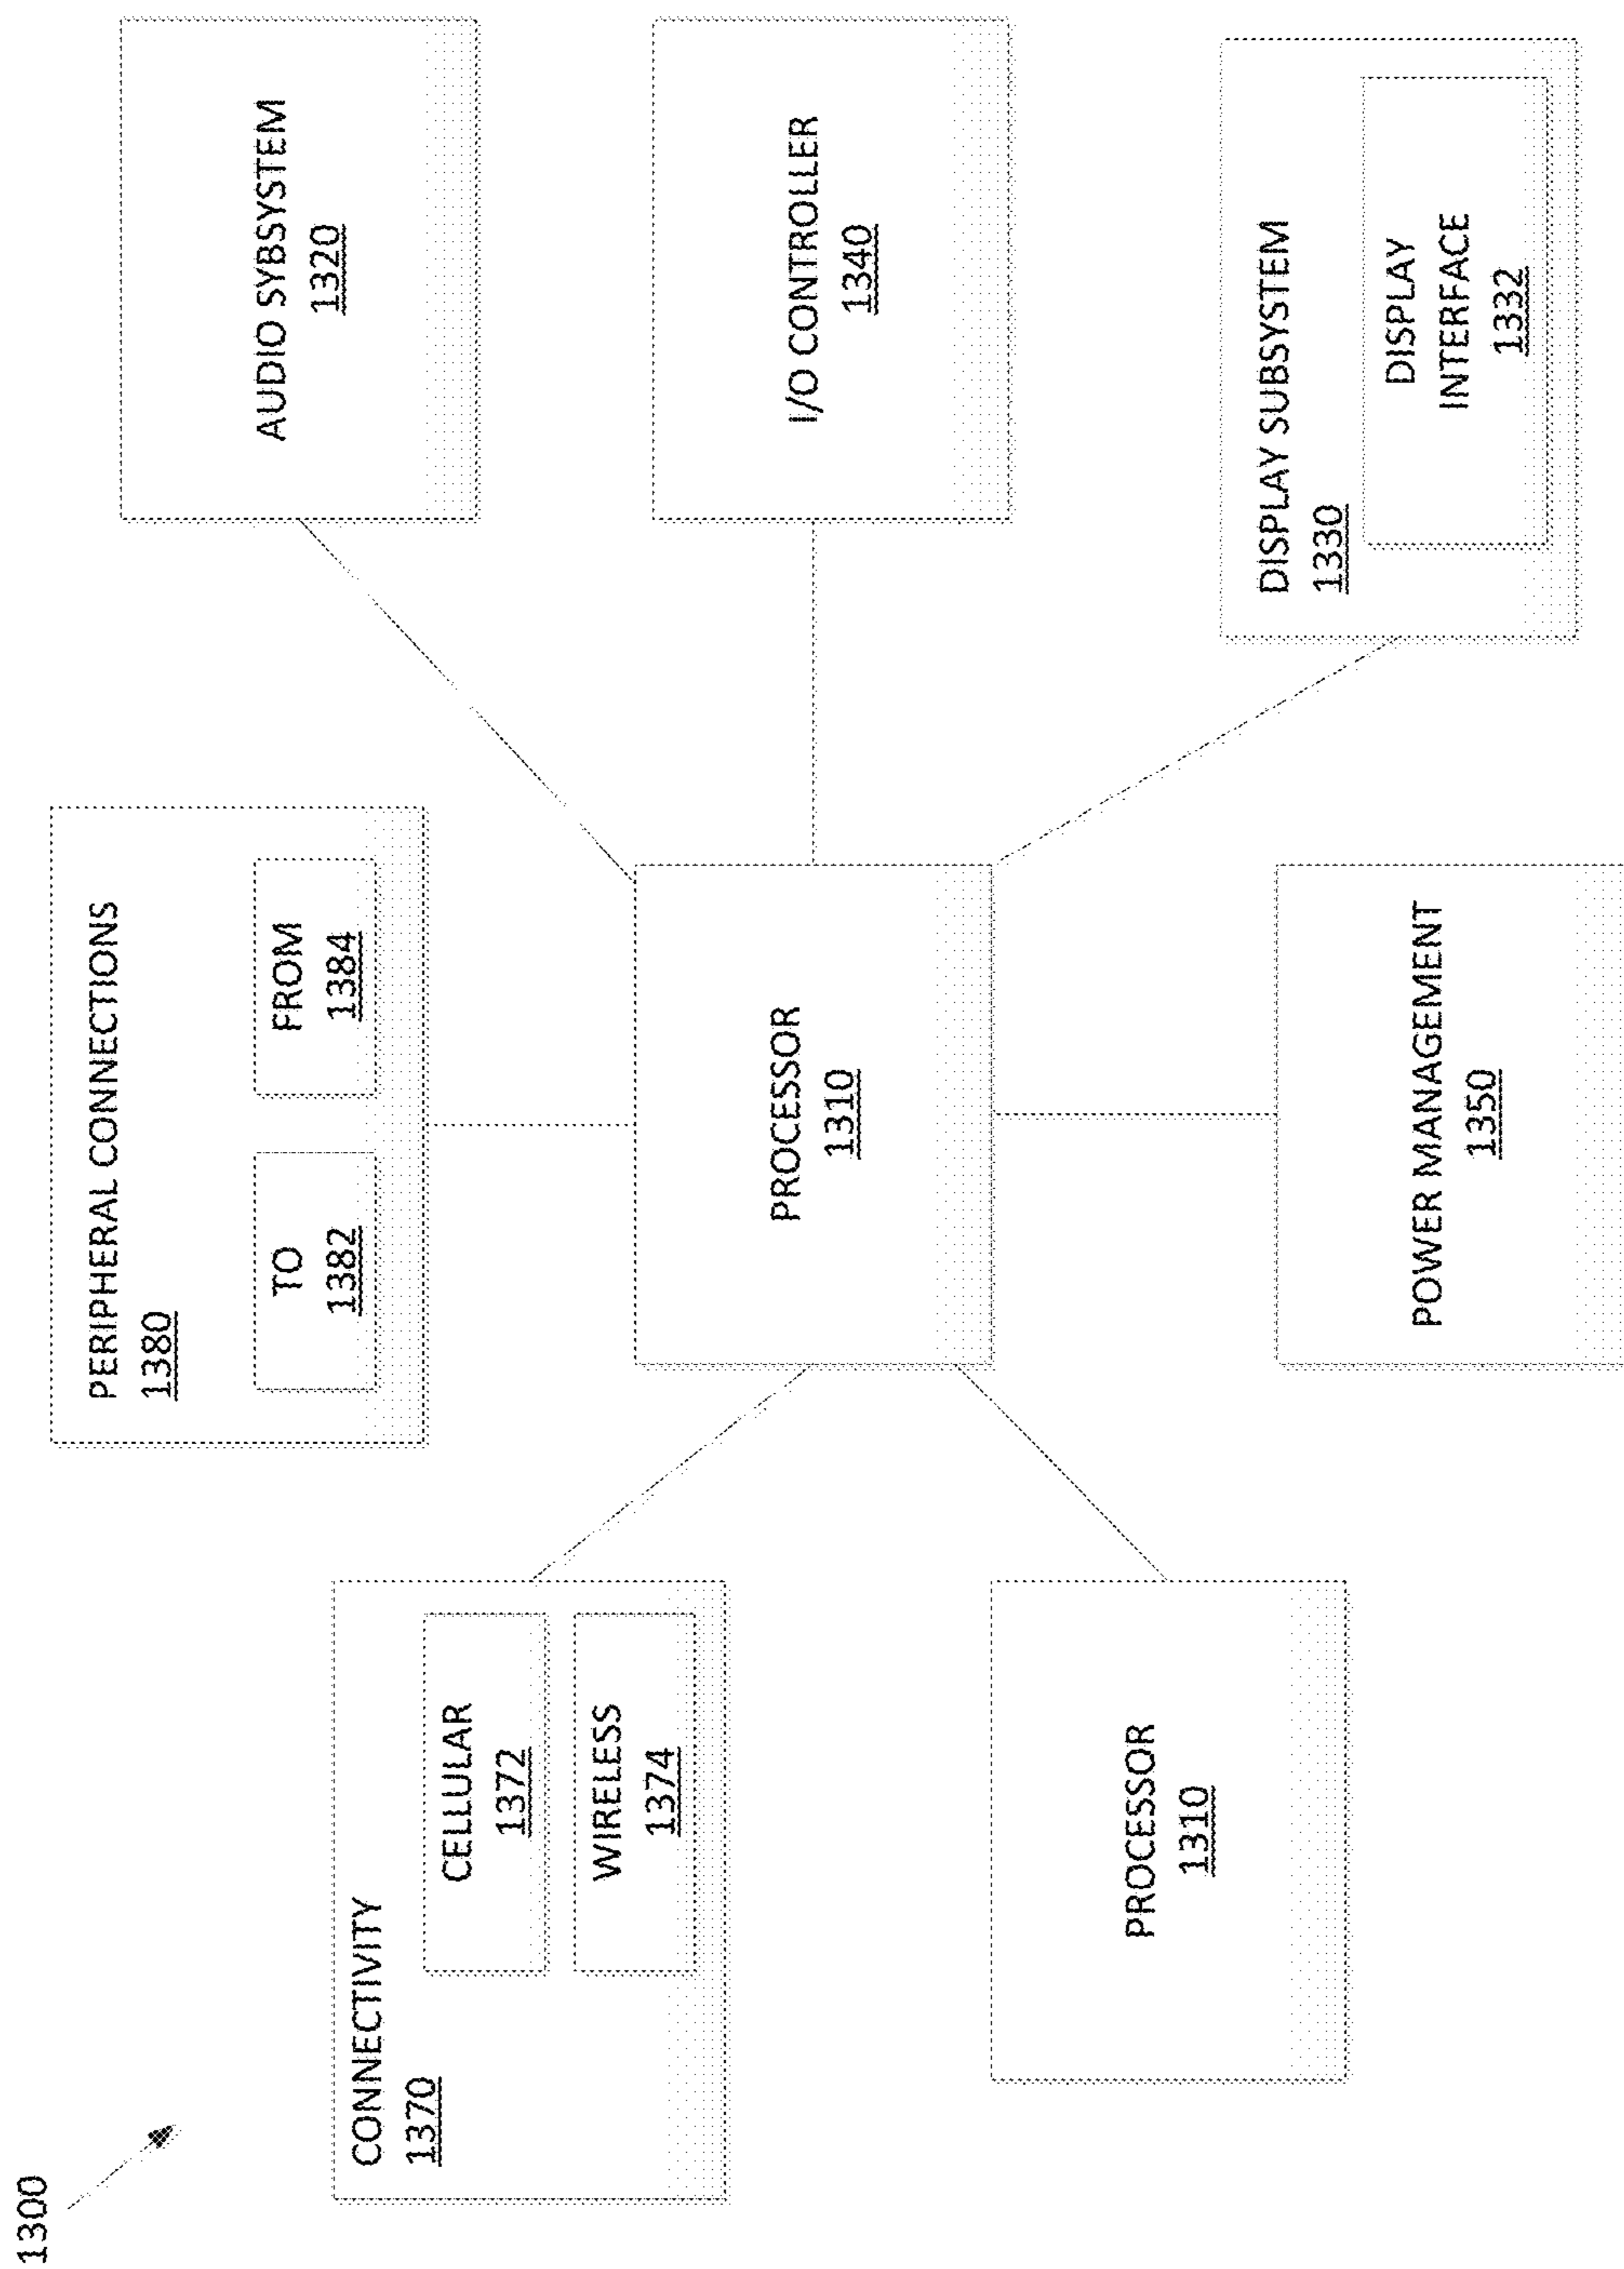 1300
PERIPHERAL CONNECTIONS
1380
TO
1382
FROM
1384
AUDIO SYBSYSTEM
1320
CONNECTIVITY
1370
CELLULAR
1372
WIRELESS
1374
PROCESSOR
1310
I/O CONTROLLER
1340
PROCESSOR
1310
POWER MANAGEMENT
1350
DISPLAY SUBSYSTEM
1330
DISPLAY
INTERFACE
1332